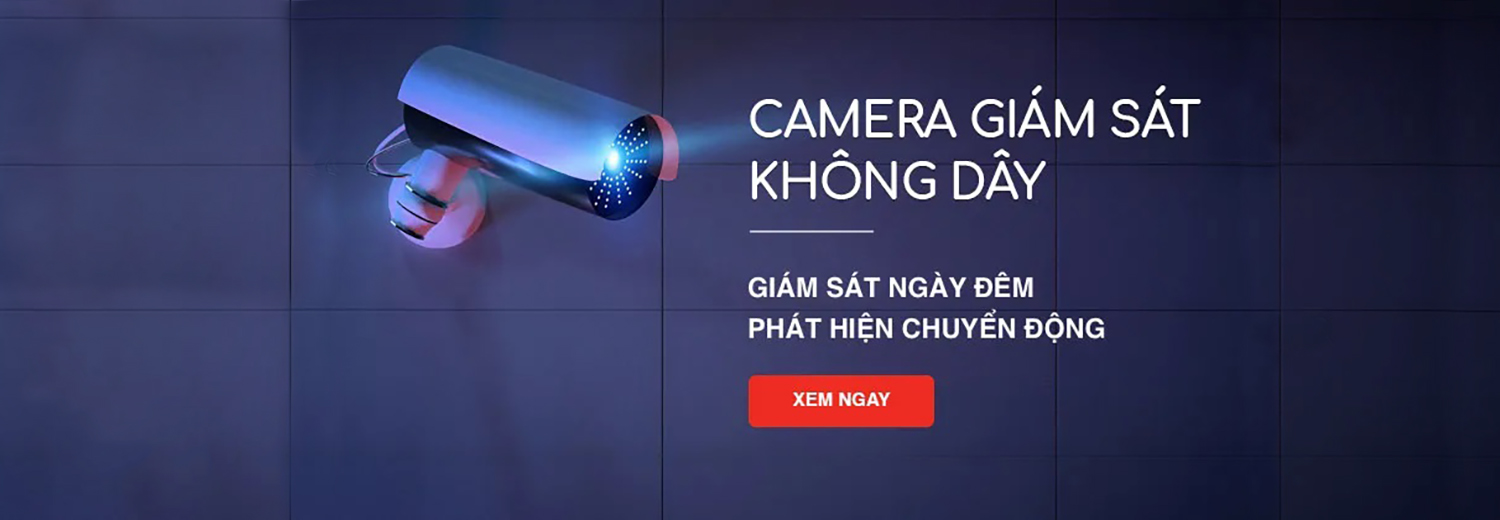 CAMERA GIÁM SÁT
KHÔNG DÂY
GIÁM SÁT NGÀY ĐÊM
PHÁT HIỆN CHUYỂN ĐỘNG
XEM NGAY